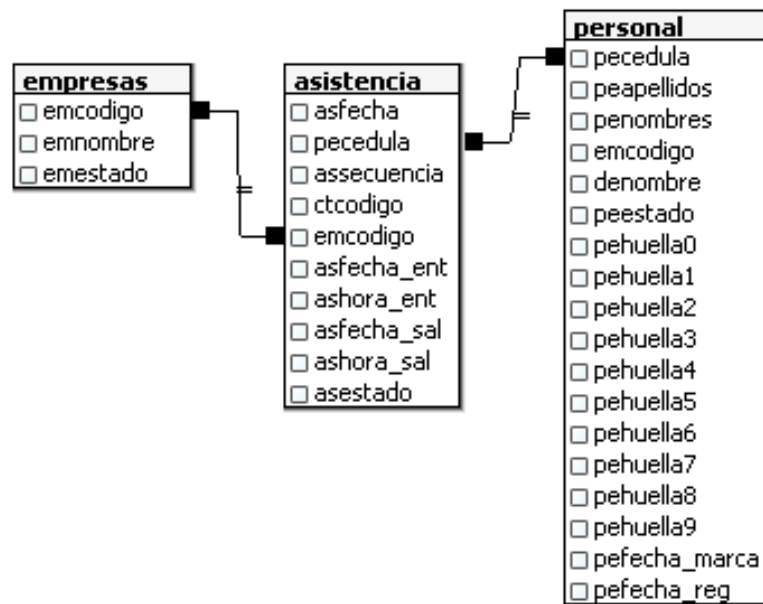 empresas
emcodigo
emnombre
emestado
asistencia
asfecha
pecedula
assecuencia
ctcodigo
emcodigo
asfecha_ent
ashora_ent
asfecha_sal
ashora_sal
asestado
personal
pecedula
peapellidos
penombres
emcodigo
denombre
peestado
pehuella0
pehuella1
pehuella2
pehuella3
pehuella4
pehuella5
pehuella6
pehuella7
pehuella8
pehuella9
pefecha_marca
pefecha_reg